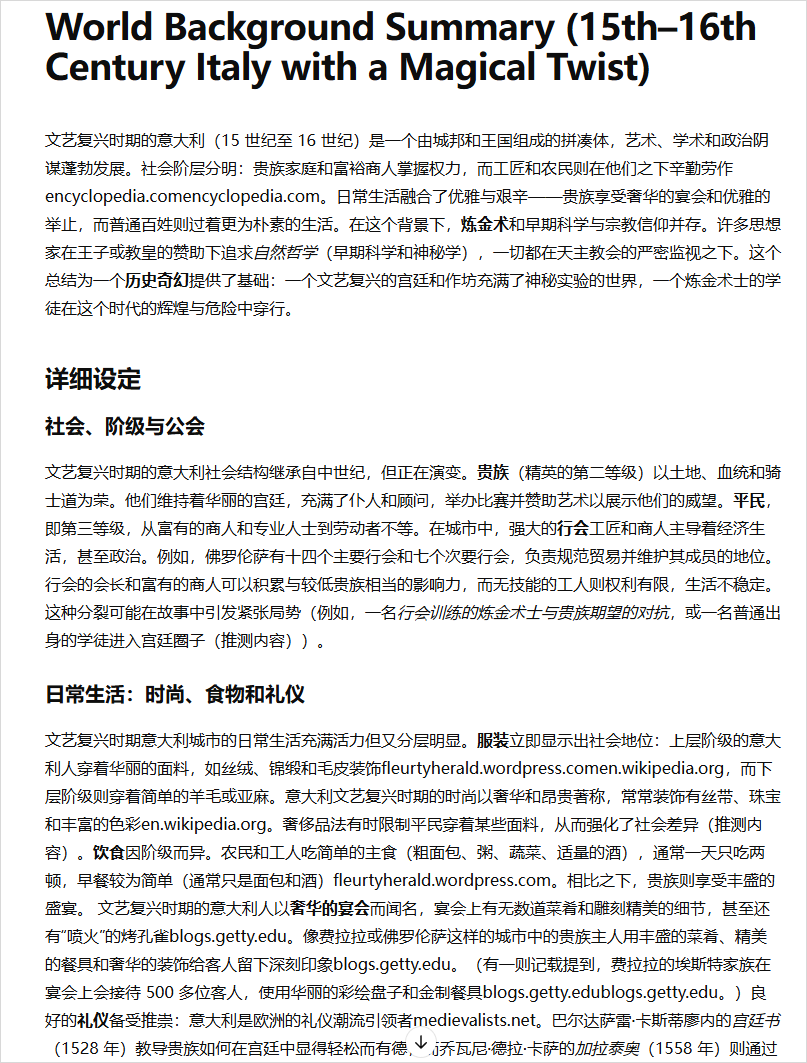 World Background Summary (15th–16th
Century Italy with a Magical Twist)
文艺复兴时期的意大利（15 世纪至 16 世纪）是一个由城邦和王国组成的拼凑体，艺术、学术和政治阴
谋蓬勃发展。社会阶层分明：贵族家庭和富裕商人掌握权力，而工匠和农民则在他们之下辛勤劳作
encyclopedia.comencyclopedia.com。日常生活融合了优雅与艰辛——贵族享受奢华的宴会和优雅的
举止，而普通百姓则过着更为朴素的生活。在这个背景下，炼金术和早期科学与宗教信仰并存。许多思想
家在王子或教皇的赞助下追求自然哲学（早期科学和神秘学），一切都在天主教会的严密监视之下。这个
总结为一个历史奇幻提供了基础：一个文艺复兴的宫廷和作坊充满了神秘实验的世界，一个炼金术士的学
徒在这个时代的辉煌与危险中穿行。
详细设定
社会、阶级与公会
文艺复兴时期的意大利社会结构继承自中世纪，但正在演变。贵族（精英的第二等级）以土地、血统和骑
士道为荣。他们维持着华丽的宫廷，充满了仆人和顾问，举办比赛并赞助艺术以展示他们的威望。平民，
即第三等级，从富有的商人和专业人士到劳动者不等。在城市中，强大的行会工匠和商人主导着经济生
活，甚至政治。例如，佛罗伦萨有十四个主要行会和七个次要行会，负责规范贸易并维护其成员的地位。
行会的会长和富有的商人可以积累与较低贵族相当的影响力，而无技能的工人则权利有限，生活不稳定。
这种分裂可能在故事中引发紧张局势（例如，一名行会训练的炼金术士与贵族期望的对抗，或一名普通出
身的学徒进入宫廷圈子（推测内容））。
日常生活：时尚、食物和礼仪
文艺复兴时期意大利城市的日常生活充满活力但又分层明显。服装立即显示出社会地位：上层阶级的意大
利人穿着华丽的面料，如丝绒、锦缎和毛皮装饰fleurtyherald.wordpress.comen.wikipedia.org，而下
层阶级则穿着简单的羊毛或亚麻。意大利文艺复兴时期的时尚以奢华和昂贵著称，常常装饰有丝带、珠宝
和丰富的色彩en.wikipedia.org。奢侈品法有时限制平民穿着某些面料，从而强化了社会差异（推测内
容）。饮食因阶级而异。农民和工人吃简单的主食（粗面包、粥、蔬菜、适量的酒），通常一天只吃两
顿，早餐较为简单（通常只是面包和酒）fleurtyherald.wordpress.com。相比之下，贵族则享受丰盛的
盛宴。 文艺复兴时期的意大利人以奢华的宴会而闻名，宴会上有无数道菜肴和雕刻精美的细节，甚至还
有“喷火”的烤孔雀blogs.getty.edu。像费拉拉或佛罗伦萨这样的城市中的贵族主人用丰盛的菜肴、精美
的餐具和奢华的装饰给客人留下深刻印象blogs.getty.edu。（有一则记载提到，费拉拉的埃斯特家族在
宴会上会接待 500 多位客人，使用华丽的彩绘盘子和金制餐具blogs.getty.edublogs.getty.edu。）良
好的礼仪备受推崇：意大利是欧洲的礼仪潮流引领者medievalists.net。巴尔达萨雷·卡斯蒂廖内的宫廷书
（1528 年）教导贵族如何在宫廷中显得轻松而有德，乔瓦尼·德拉·卡萨的加拉泰奥（1558 年）则通过